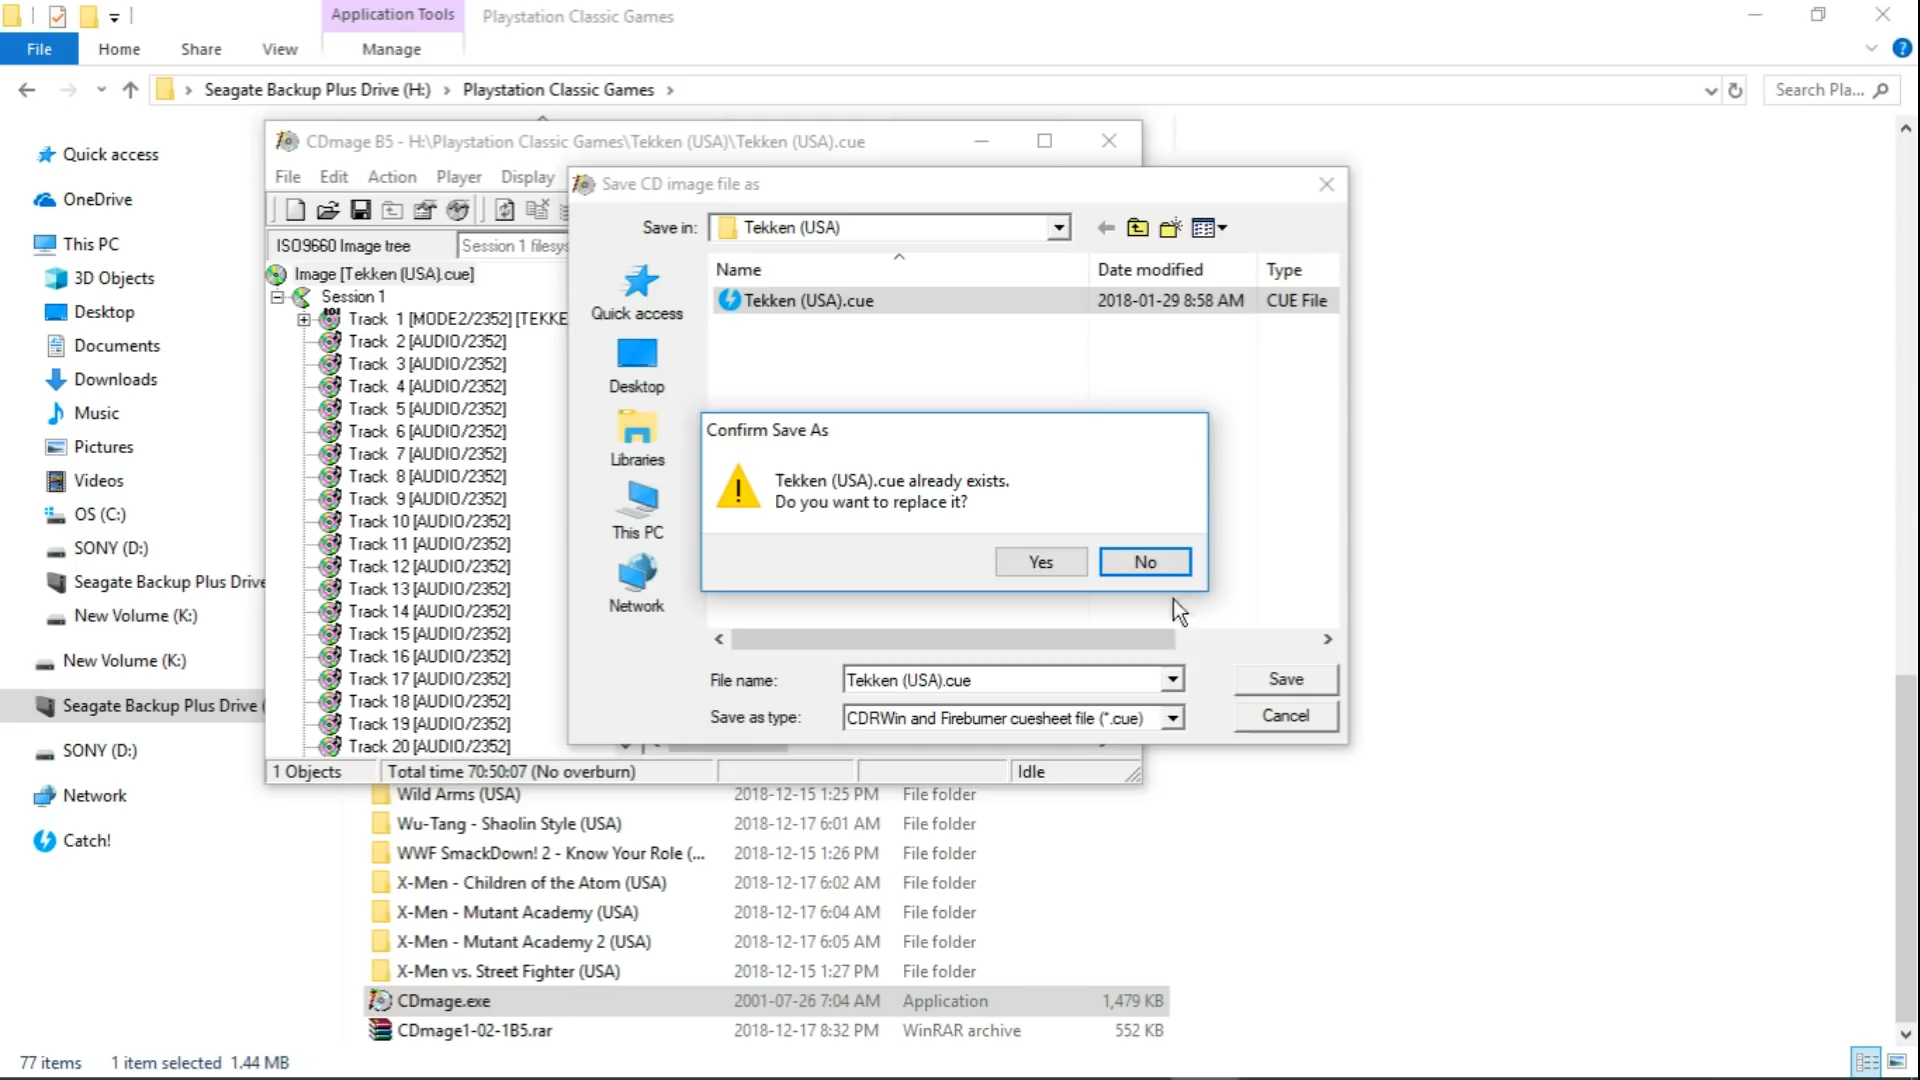 Application Tools
Playstation Classic Games
File
Home
Share
View
Manage
Seagate Backup Plus Drive (H:)
Playstation Classic Games
Search Pla...
Quick access
OneDrive
This PC
3D Objects
Desktop
Documents
Downloads
Music
Pictures
Videos
OS (C:)
SONY (D:)
Seagate Backup Plus Drive
New Volume (K:)
New Volume (K:)
Seagate Backup Plus Drive (
SONY (D:)
Network
Catch!
CDmage B5 - H:\Playstation Classic Games\Tekken (USA)\Tekken (USA).cue
File Edit Action Player Display
ISO9660 Image tree
Session 1 filesys
Image [Tekken (USA).cue]
Session 1
Track 1 [MODE2/2352] [TEKKE
Track 2 [AUDIO/2352]
Track 3 [AUDIO/2352]
Track 4 [AUDIO/2352]
Track 5 [AUDIO/2352]
Track 6 [AUDIO/2352]
Track 7 [AUDIO/2352]
Track 8 [AUDIO/2352]
Track 9 [AUDIO/2352]
Track 10 [AUDIO/2352]
Track 11 [AUDIO/2352]
Track 12 [AUDIO/2352]
Track 13 [AUDIO/2352]
Track 14 [AUDIO/2352]
Track 15 [AUDIO/2352]
Track 16 [AUDIO/2352]
Track 17 [AUDIO/2352]
Track 18 [AUDIO/2352]
Track 19 [AUDIO/2352]
Track 20 [AUDIO/2352]
1 Objects
Total time 70:50:07 (No overburn)
Idle
Save CD image file as
Save in:
Tekken (USA)
Quick access
Desktop
Libraries
This PC
Network
Name Date modified Type
Tekken (USA).cue 2018-01-29 8:58 AM CUE File
Confirm Save As
Tekken (USA).cue already exists.
Do you want to replace it?
Yes
No
File name:
Tekken (USA).cue
Save
Save as type:
CDRWin and Fireburner cuesheet file (*.cue)
Cancel
Wild Arms (USA) 2018-12-15 1:25 PM File folder
Wu-Tang - Shaolin Style (USA) 2018-12-17 6:01 AM File folder
WWF SmackDown! 2 - Know Your Role (... 2018-12-15 1:26 PM File folder
X-Men - Children of the Atom (USA) 2018-12-17 6:02 AM File folder
X-Men - Mutant Academy (USA) 2018-12-17 6:04 AM File folder
X-Men - Mutant Academy 2 (USA) 2018-12-17 6:05 AM File folder
X-Men vs. Street Fighter (USA) 2018-12-15 1:27 PM File folder
CDmage.exe 2001-07-26 7:04 AM Application 1,479 KB
CDmage1-02-1B5.rar 2018-12-17 8:32 PM WinRAR archive 552 KB
77 items
1 item selected 1.44 MB